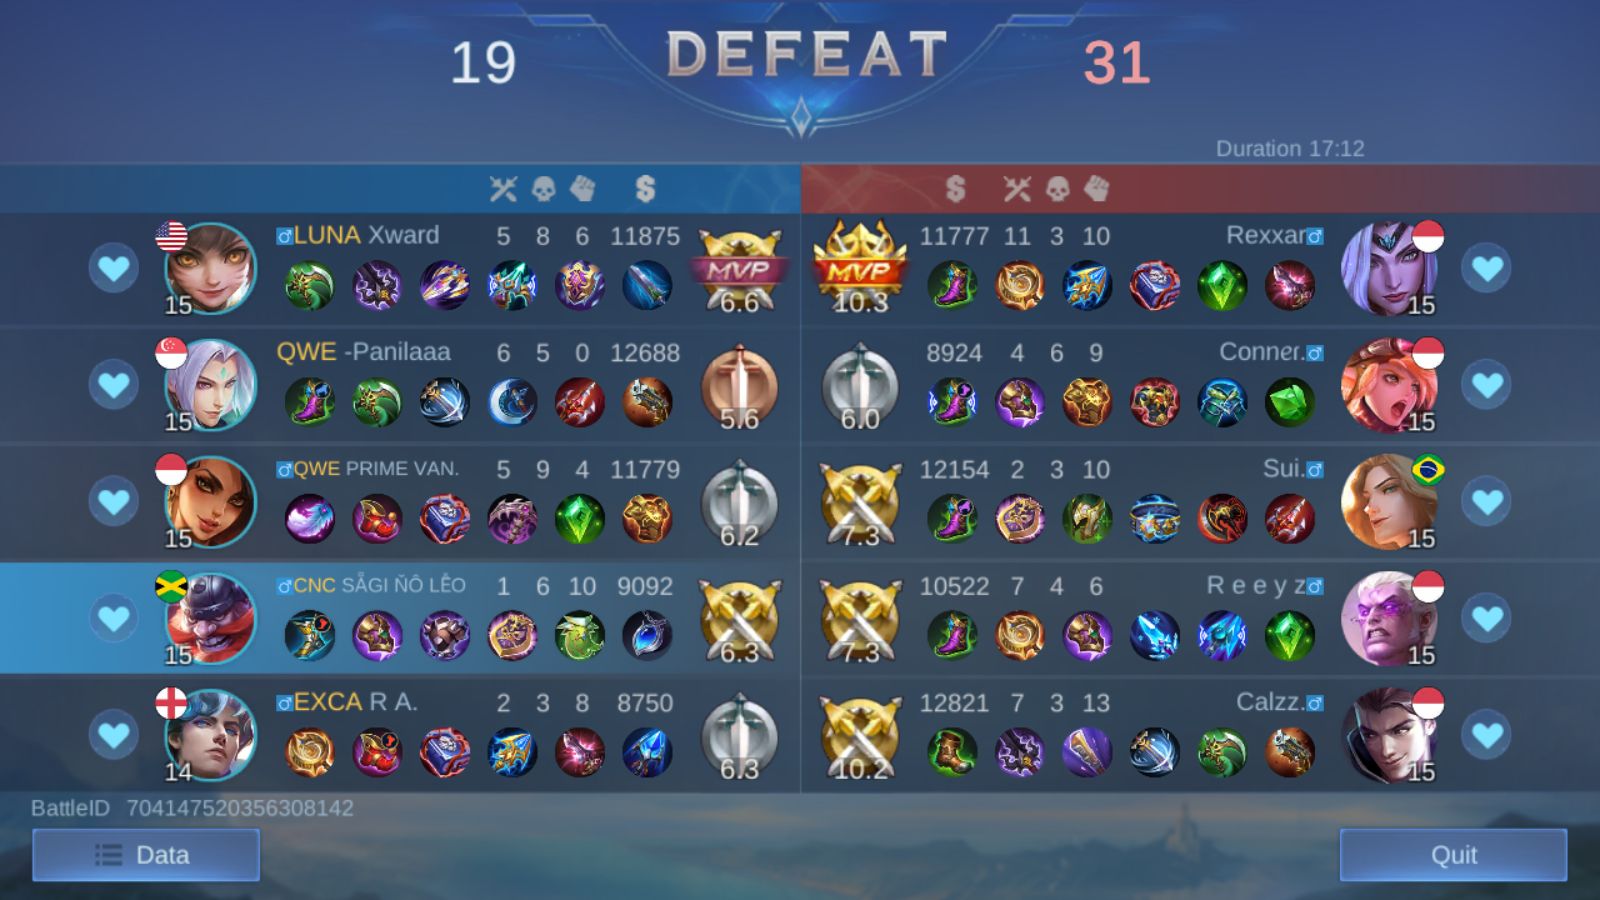 19 DEFEAT 31
Duration 17:12
LUNA Xward 5 8 6 11875 MVP 6.6 15
MVP 10.3 11777 11 3 10 Rexxar 15
QWE -Panilaaa 6 5 0 12688 5.6 15
6.0 8924 4 6 9 Conner. 15
QWE PRIME VAN. 5 9 4 11779 6.2 15
7.3 12154 2 3 10 Sui. 15
CNC SÃGI ÑÔ LẼO 1 6 10 9092 6.3 15
7.3 10522 7 4 6 R e e y z 15
EXCA R A. 2 3 8 8750 6.3 14
10.2 12821 7 3 13 Calzz. 15
BattleID 704147520356308142
Data
Quit